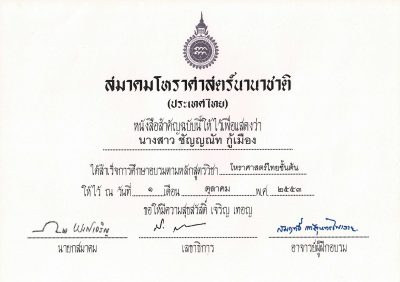 สมาคมโหราศาสตร์นานาชาติ
(ประเทศไทย)
หนังสือสำคัญฉบับนี้ให้ไว้เพื่อแสดงว่า
นางสาว ชัญญณัท กู้เมือง
ได้สำเร็จการศึกษาอบรมตามหลักสูตรวิชา โหราศาสตร์ไทยชั้นต้น
ให้ไว้ ณ วันที่ ๑ เดือน ตุลาคม พ.ศ ๒๕๕๓
ขอให้มีความสุขสวัสดิ์ เจริญ เทอญ
นายกสมาคม เลขาธิการ อาจารย์ผู้ฝึกอบรม